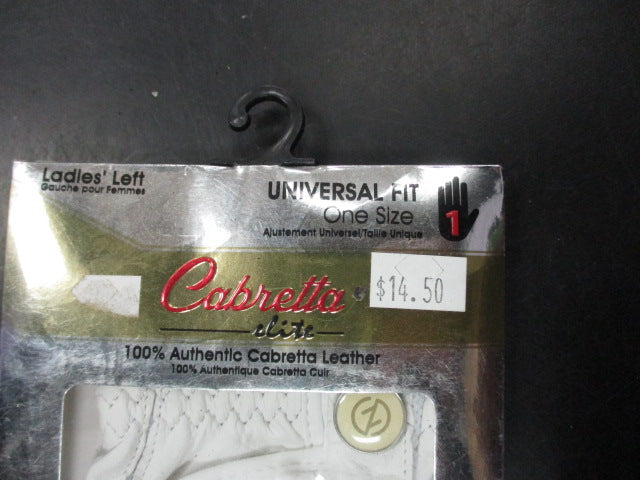 Ladies' Left
Gauche pour Femmes
UNIVERSAL FIT
One Size
Ajustement Universel/Taille Unique
1
Cabretta
$14.50
elite
100% Authentic Cabretta Leather
100% Authentique Cabretta Cuir